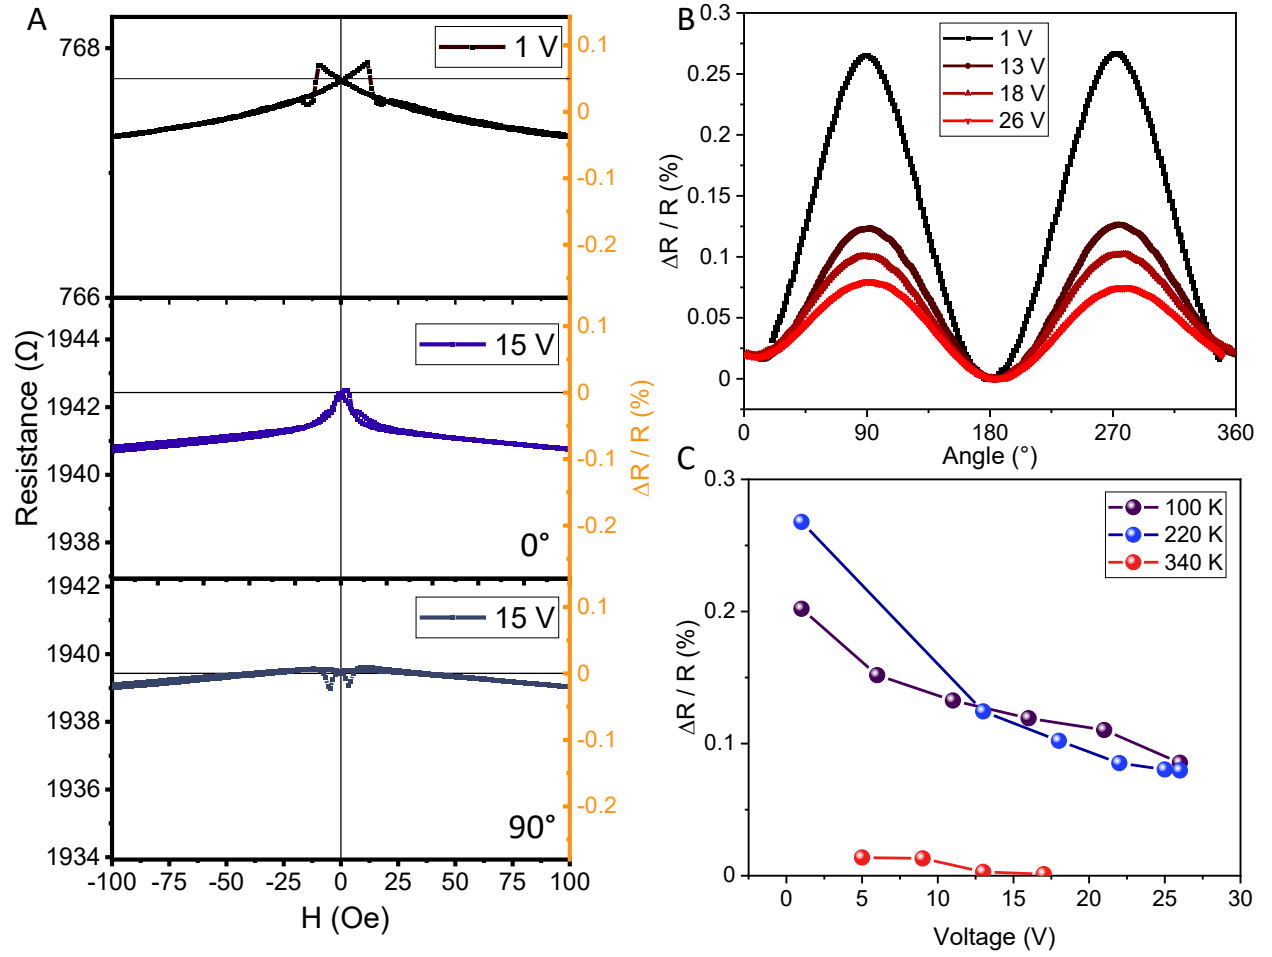 A
768
766
1 V
0.1
0
-0.1
-0.2
1944
1942
1940
1938
15 V
0°
0.1
0
-0.1
-0.2
1942
1940
1938
1936
1934
15 V
90°
0.1
0
-0.1
-0.2
-100 -75 -50 -25 0 25 50 75 100
H (Oe)
Resistance (Ω)
ΔR / R (%)
B
0.3
0.25
0.2
0.15
0.1
0.05
0
1 V
13 V
18 V
26 V
0 90 180 270 360
Angle (°)
ΔR / R (%)
C
0.3
0.2
0.1
0
100 K
220 K
340 K
0 5 10 15 20 25 30
Voltage (V)
ΔR / R (%)